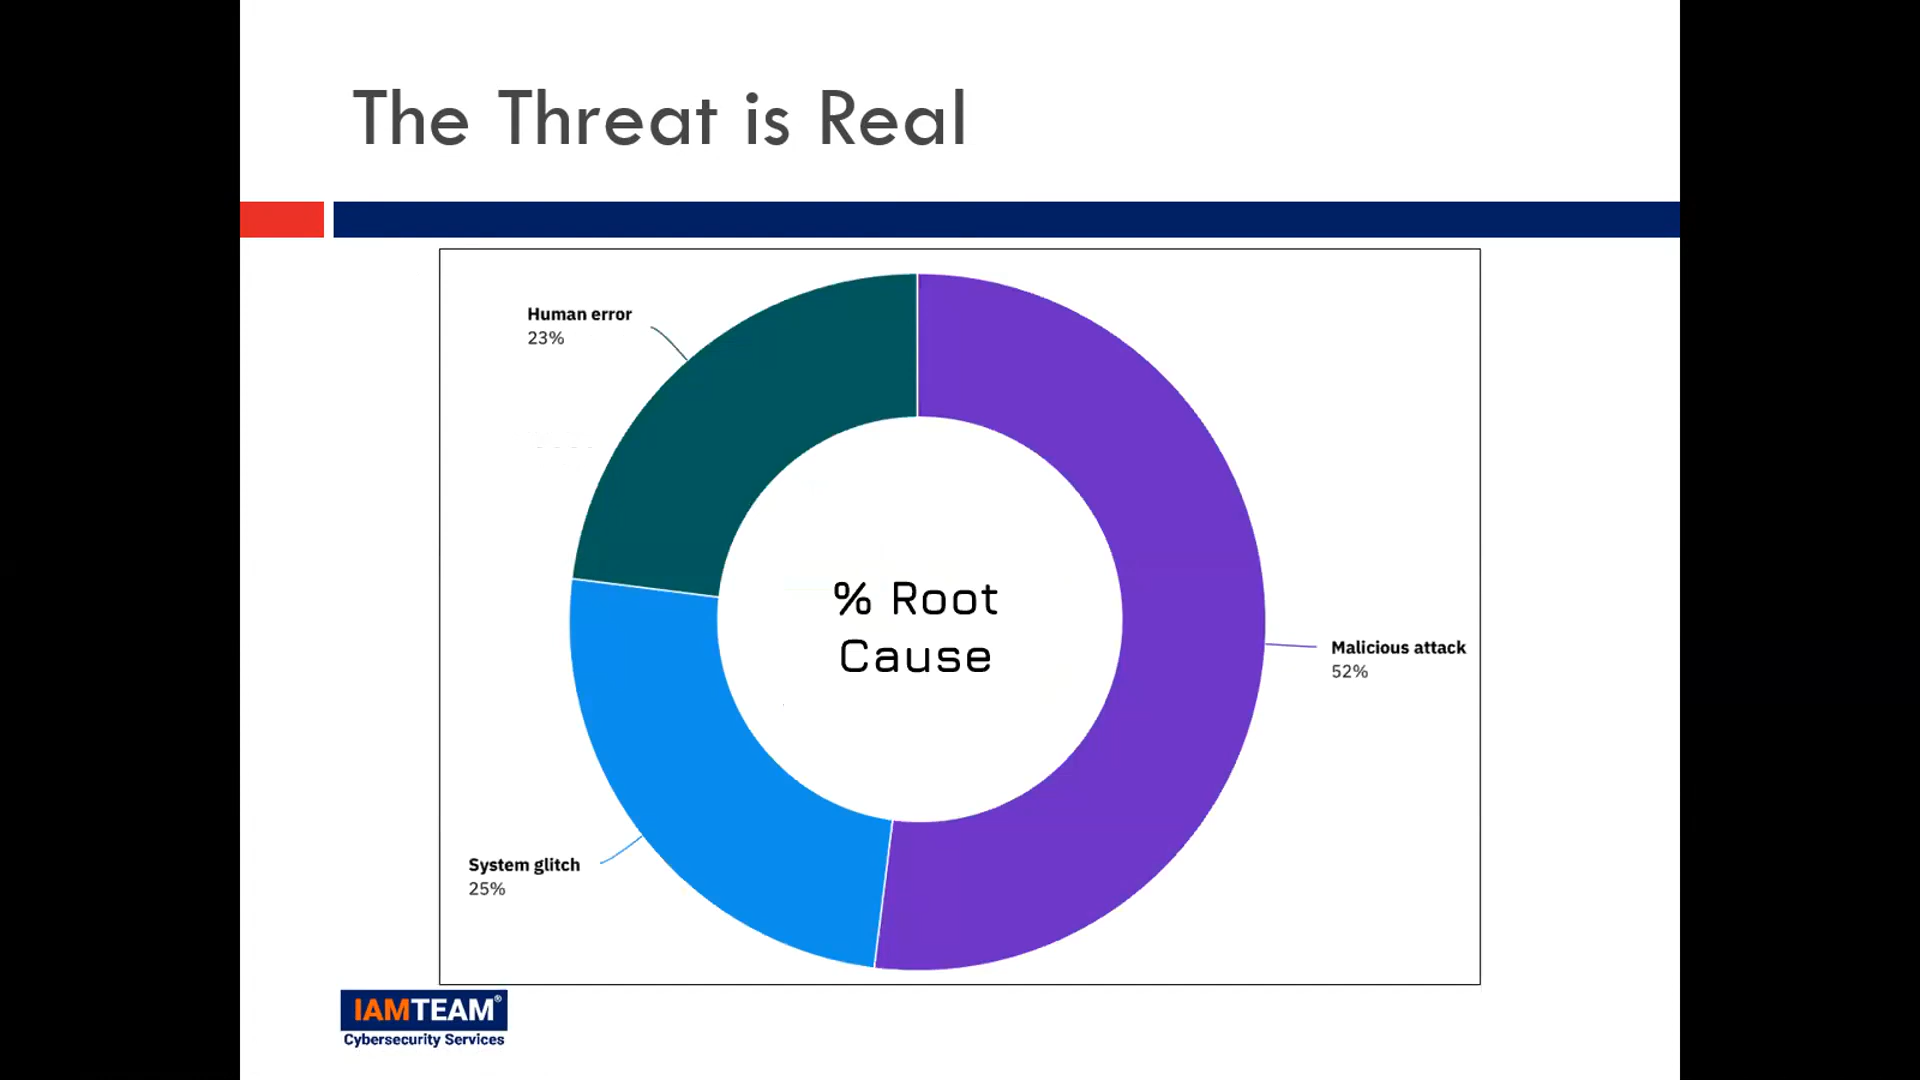 The Threat is Real
Human error
23%
% Root
Cause
Malicious attack
52%
System glitch
25%
IAMTEAM®
Cybersecurity Services